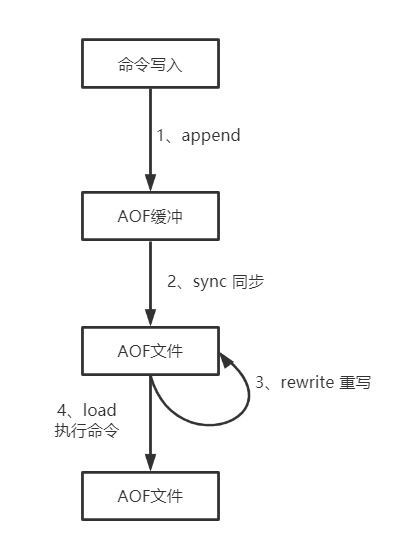 命令写入
1、append
AOF缓冲
2、sync 同步
AOF文件
3、rewrite 重写
4、load
执行命令
AOF文件